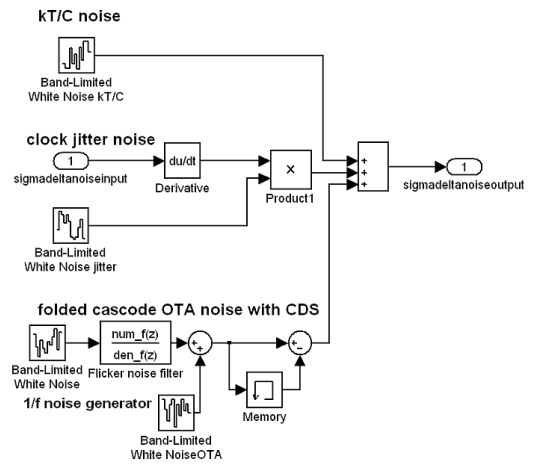 kT/C noise
Band-Limited
White Noise kT/C
clock jitter noise
1
sigmadeltanoiseinput
du/dt
Derivative
×
Product1
+
+
+
1
sigmadeltanoiseoutput
Band-Limited
White Noise jitter
folded cascode OTA noise with CDS
Band-Limited
White Noise
num_f(z)
den_f(z)
Flicker noise filter
+
+
+
−
Memory
1/f noise generator
Band-Limited
White NoiseOTA